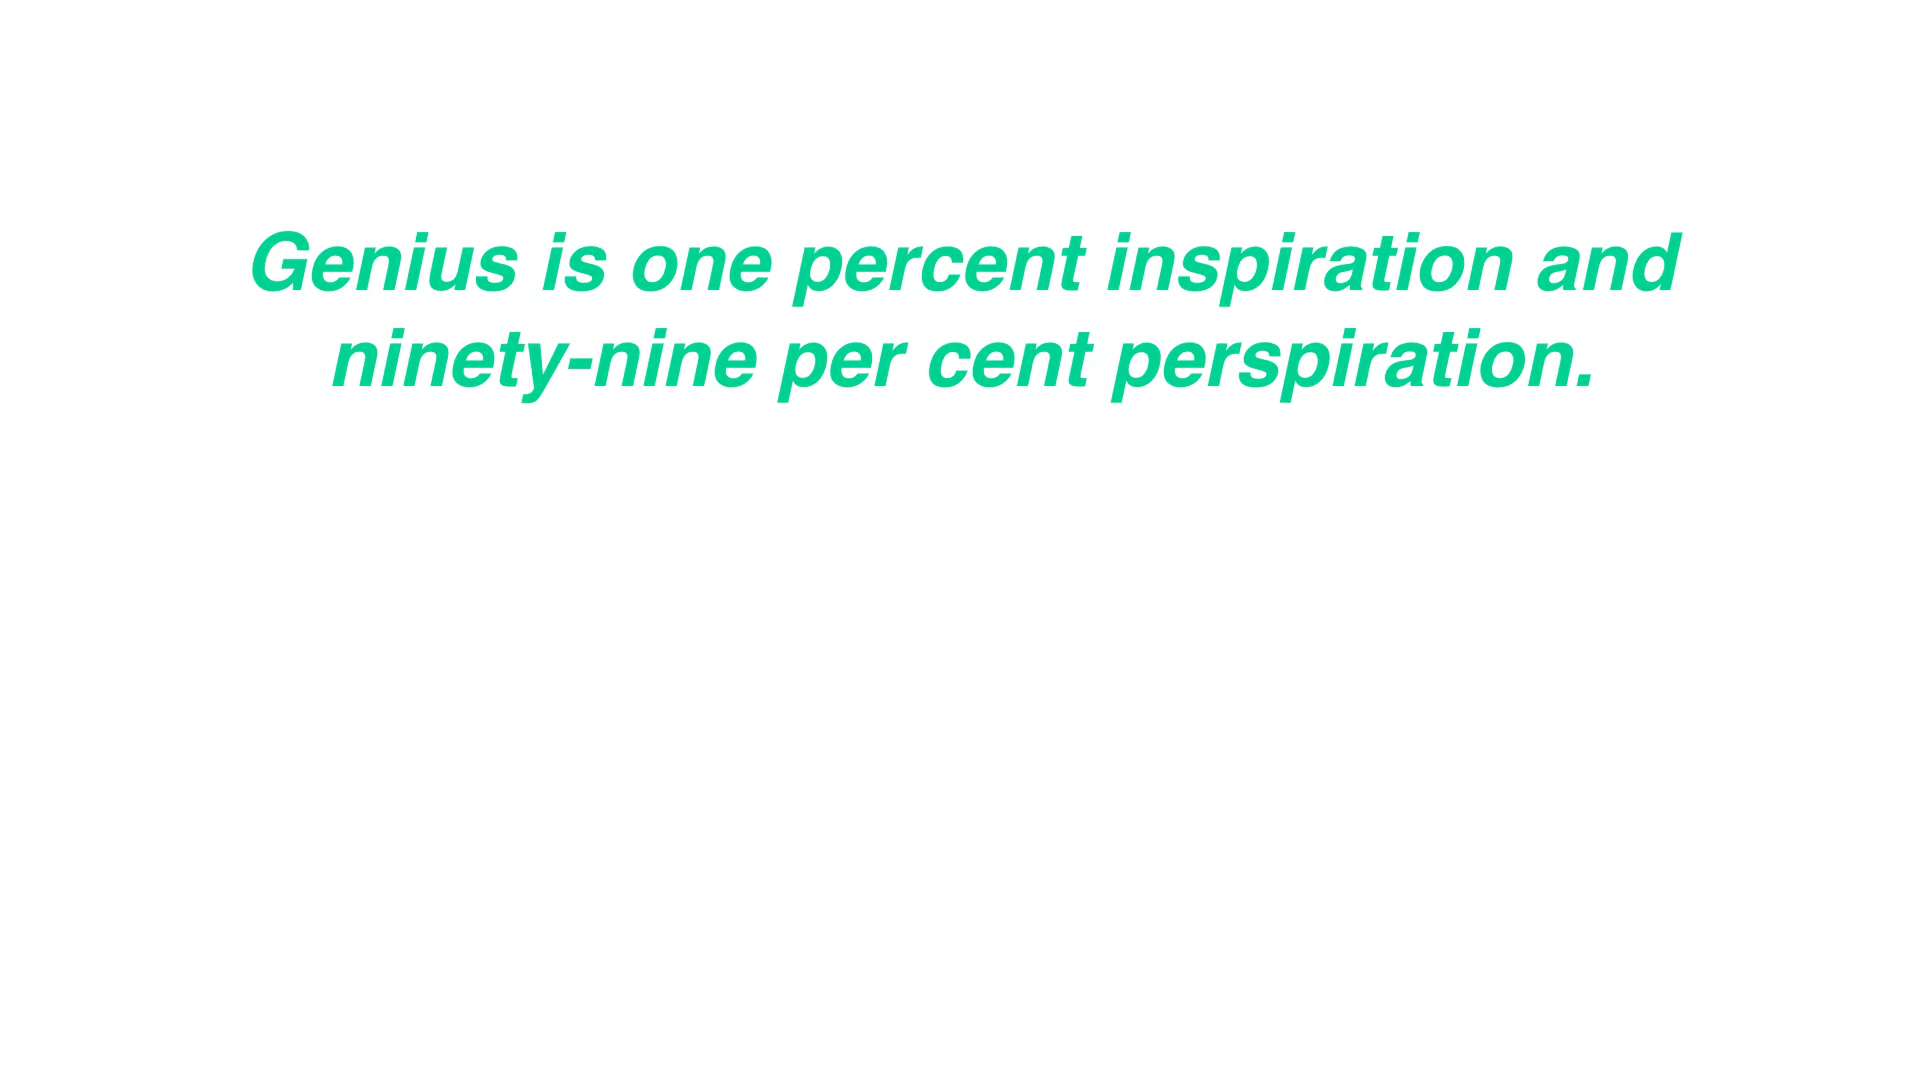 Genius is one percent inspiration and
ninety-nine per cent perspiration.